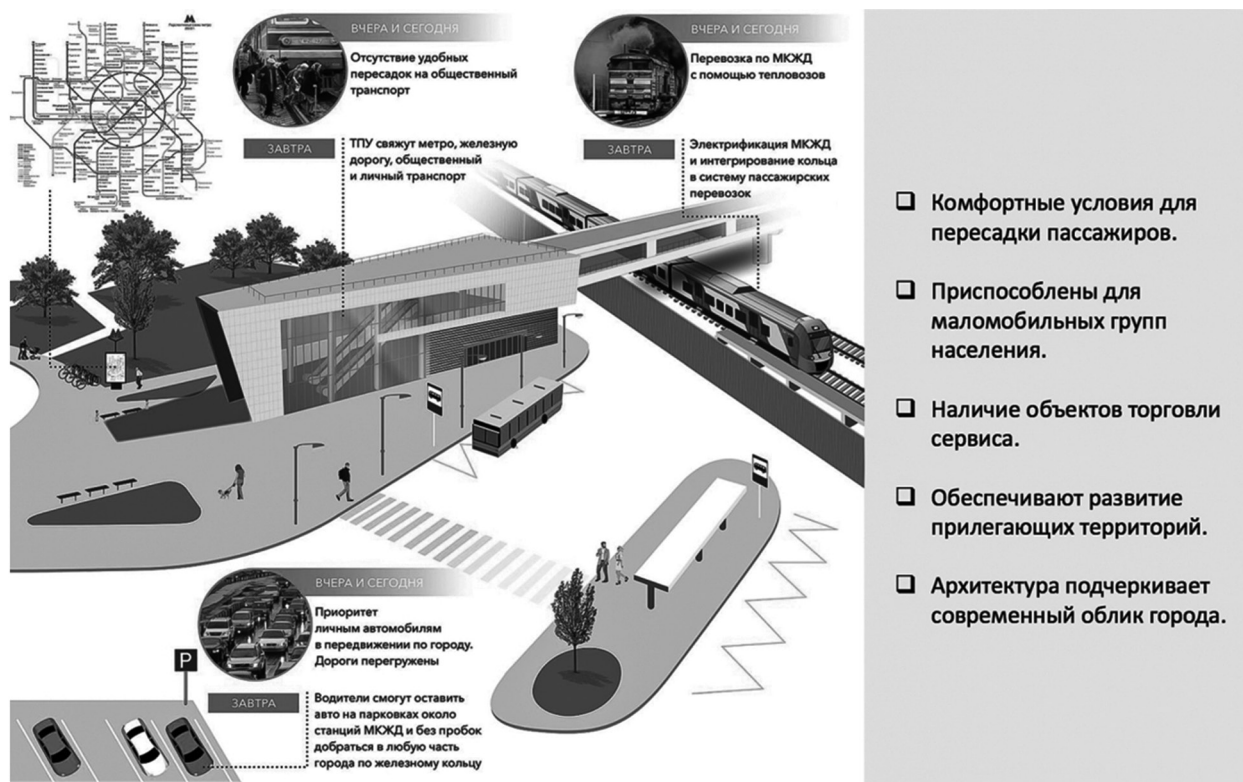 ВЧЕРА И СЕГОДНЯ
Отсутствие удобных
пересадок на общественный
транспорт
ЗАВТРА
ТПУ свяжут метро, железную
дорогу, общественный
и личный транспорт
ВЧЕРА И СЕГОДНЯ
Перевозка по МКЖД
с помощью тепловозов
ЗАВТРА
Электрификация МКЖД
и интегрирование кольца
в систему пассажирских
перевозок
ВЧЕРА И СЕГОДНЯ
Приоритет
личным автомобилям
в передвижении по городу.
Дороги перегружены
P
ЗАВТРА
Водители смогут оставить
авто на парковках около
станций МКЖД и без пробок
добраться в любую часть
города по железному кольцу
Комфортные условия для
пересадки пассажиров.
Приспособлены для
маломобильных групп
населения.
Наличие объектов торговли
сервиса.
Обеспечивают развитие
прилегающих территорий.
Архитектура подчеркивает
современный облик города.